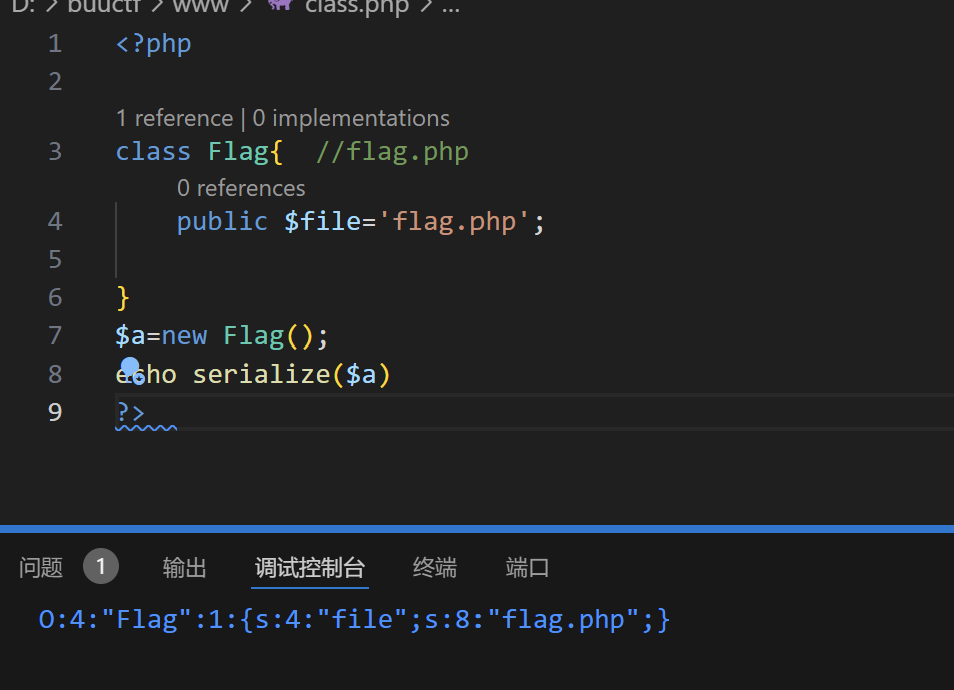 D: > buuctf > www > class.php > ...
1 <?php
2
1 reference | 0 implementations
3 class Flag{  //flag.php
0 references
4     public $file='flag.php';
5
6 }
7 $a=new Flag();
8 echo serialize($a)
9 ?>
问题 1 输出 调试控制台 终端 端口
O:4:"Flag":1:{s:4:"file";s:8:"flag.php";}